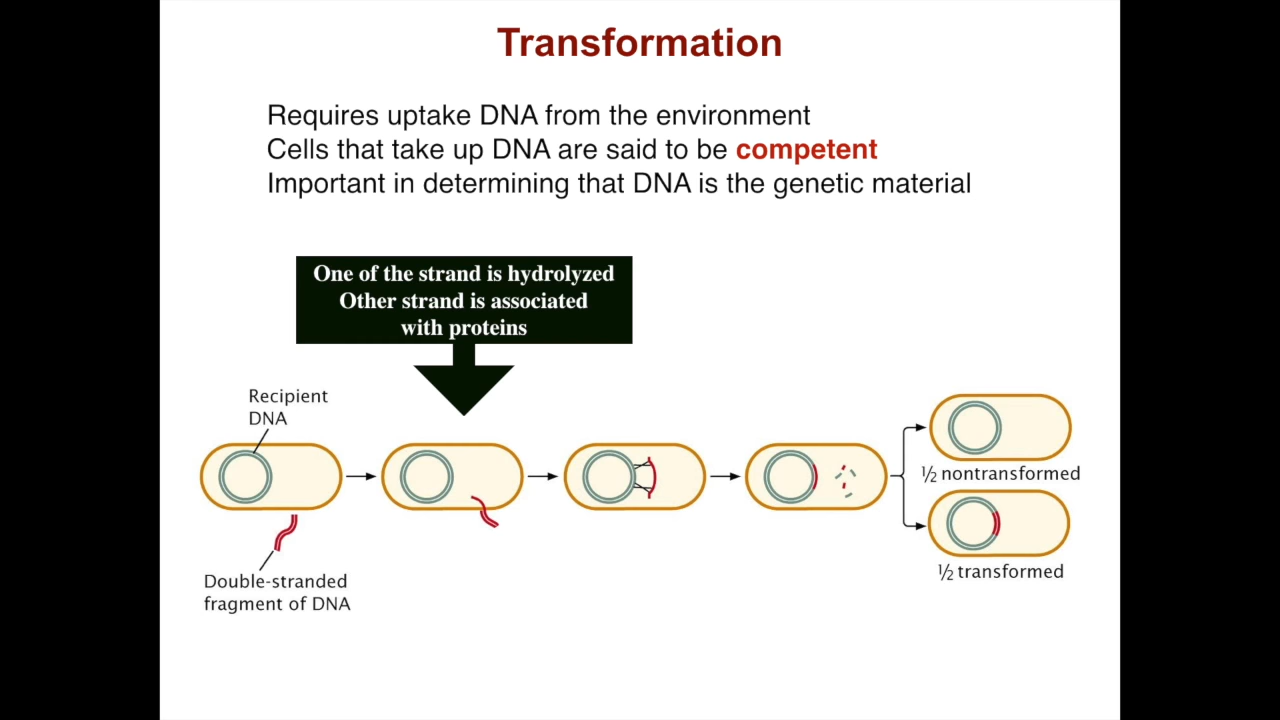 Transformation
Requires uptake DNA from the environment
Cells that take up DNA are said to be competent
Important in determining that DNA is the genetic material
One of the strand is hydrolyzed
Other strand is associated
with proteins
Recipient
DNA
Double-stranded
fragment of DNA
½ nontransformed
½ transformed